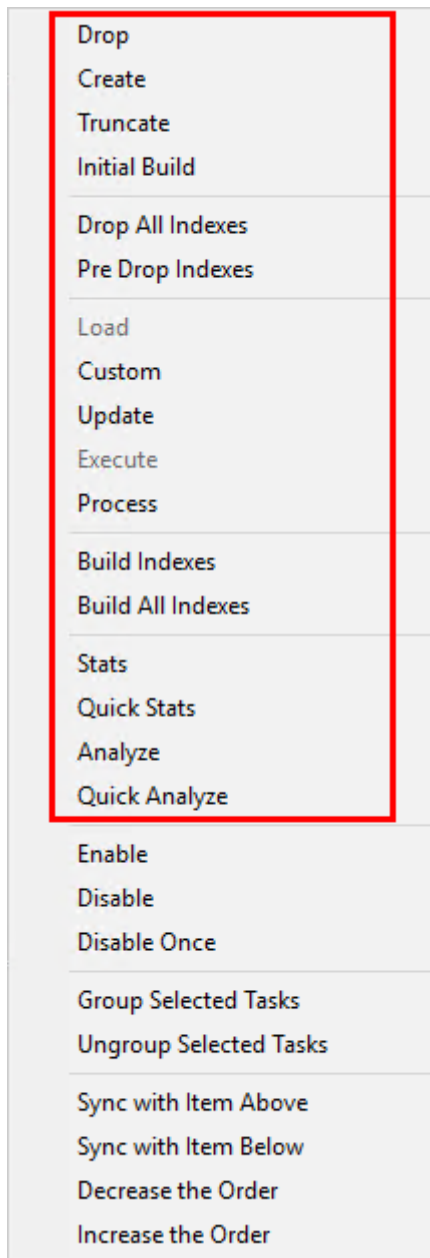 Drop
Create
Truncate
Initial Build
Drop All Indexes
Pre Drop Indexes
Load
Custom
Update
Execute
Process
Build Indexes
Build All Indexes
Stats
Quick Stats
Analyze
Quick Analyze
Enable
Disable
Disable Once
Group Selected Tasks
Ungroup Selected Tasks
Sync with Item Above
Sync with Item Below
Decrease the Order
Increase the Order